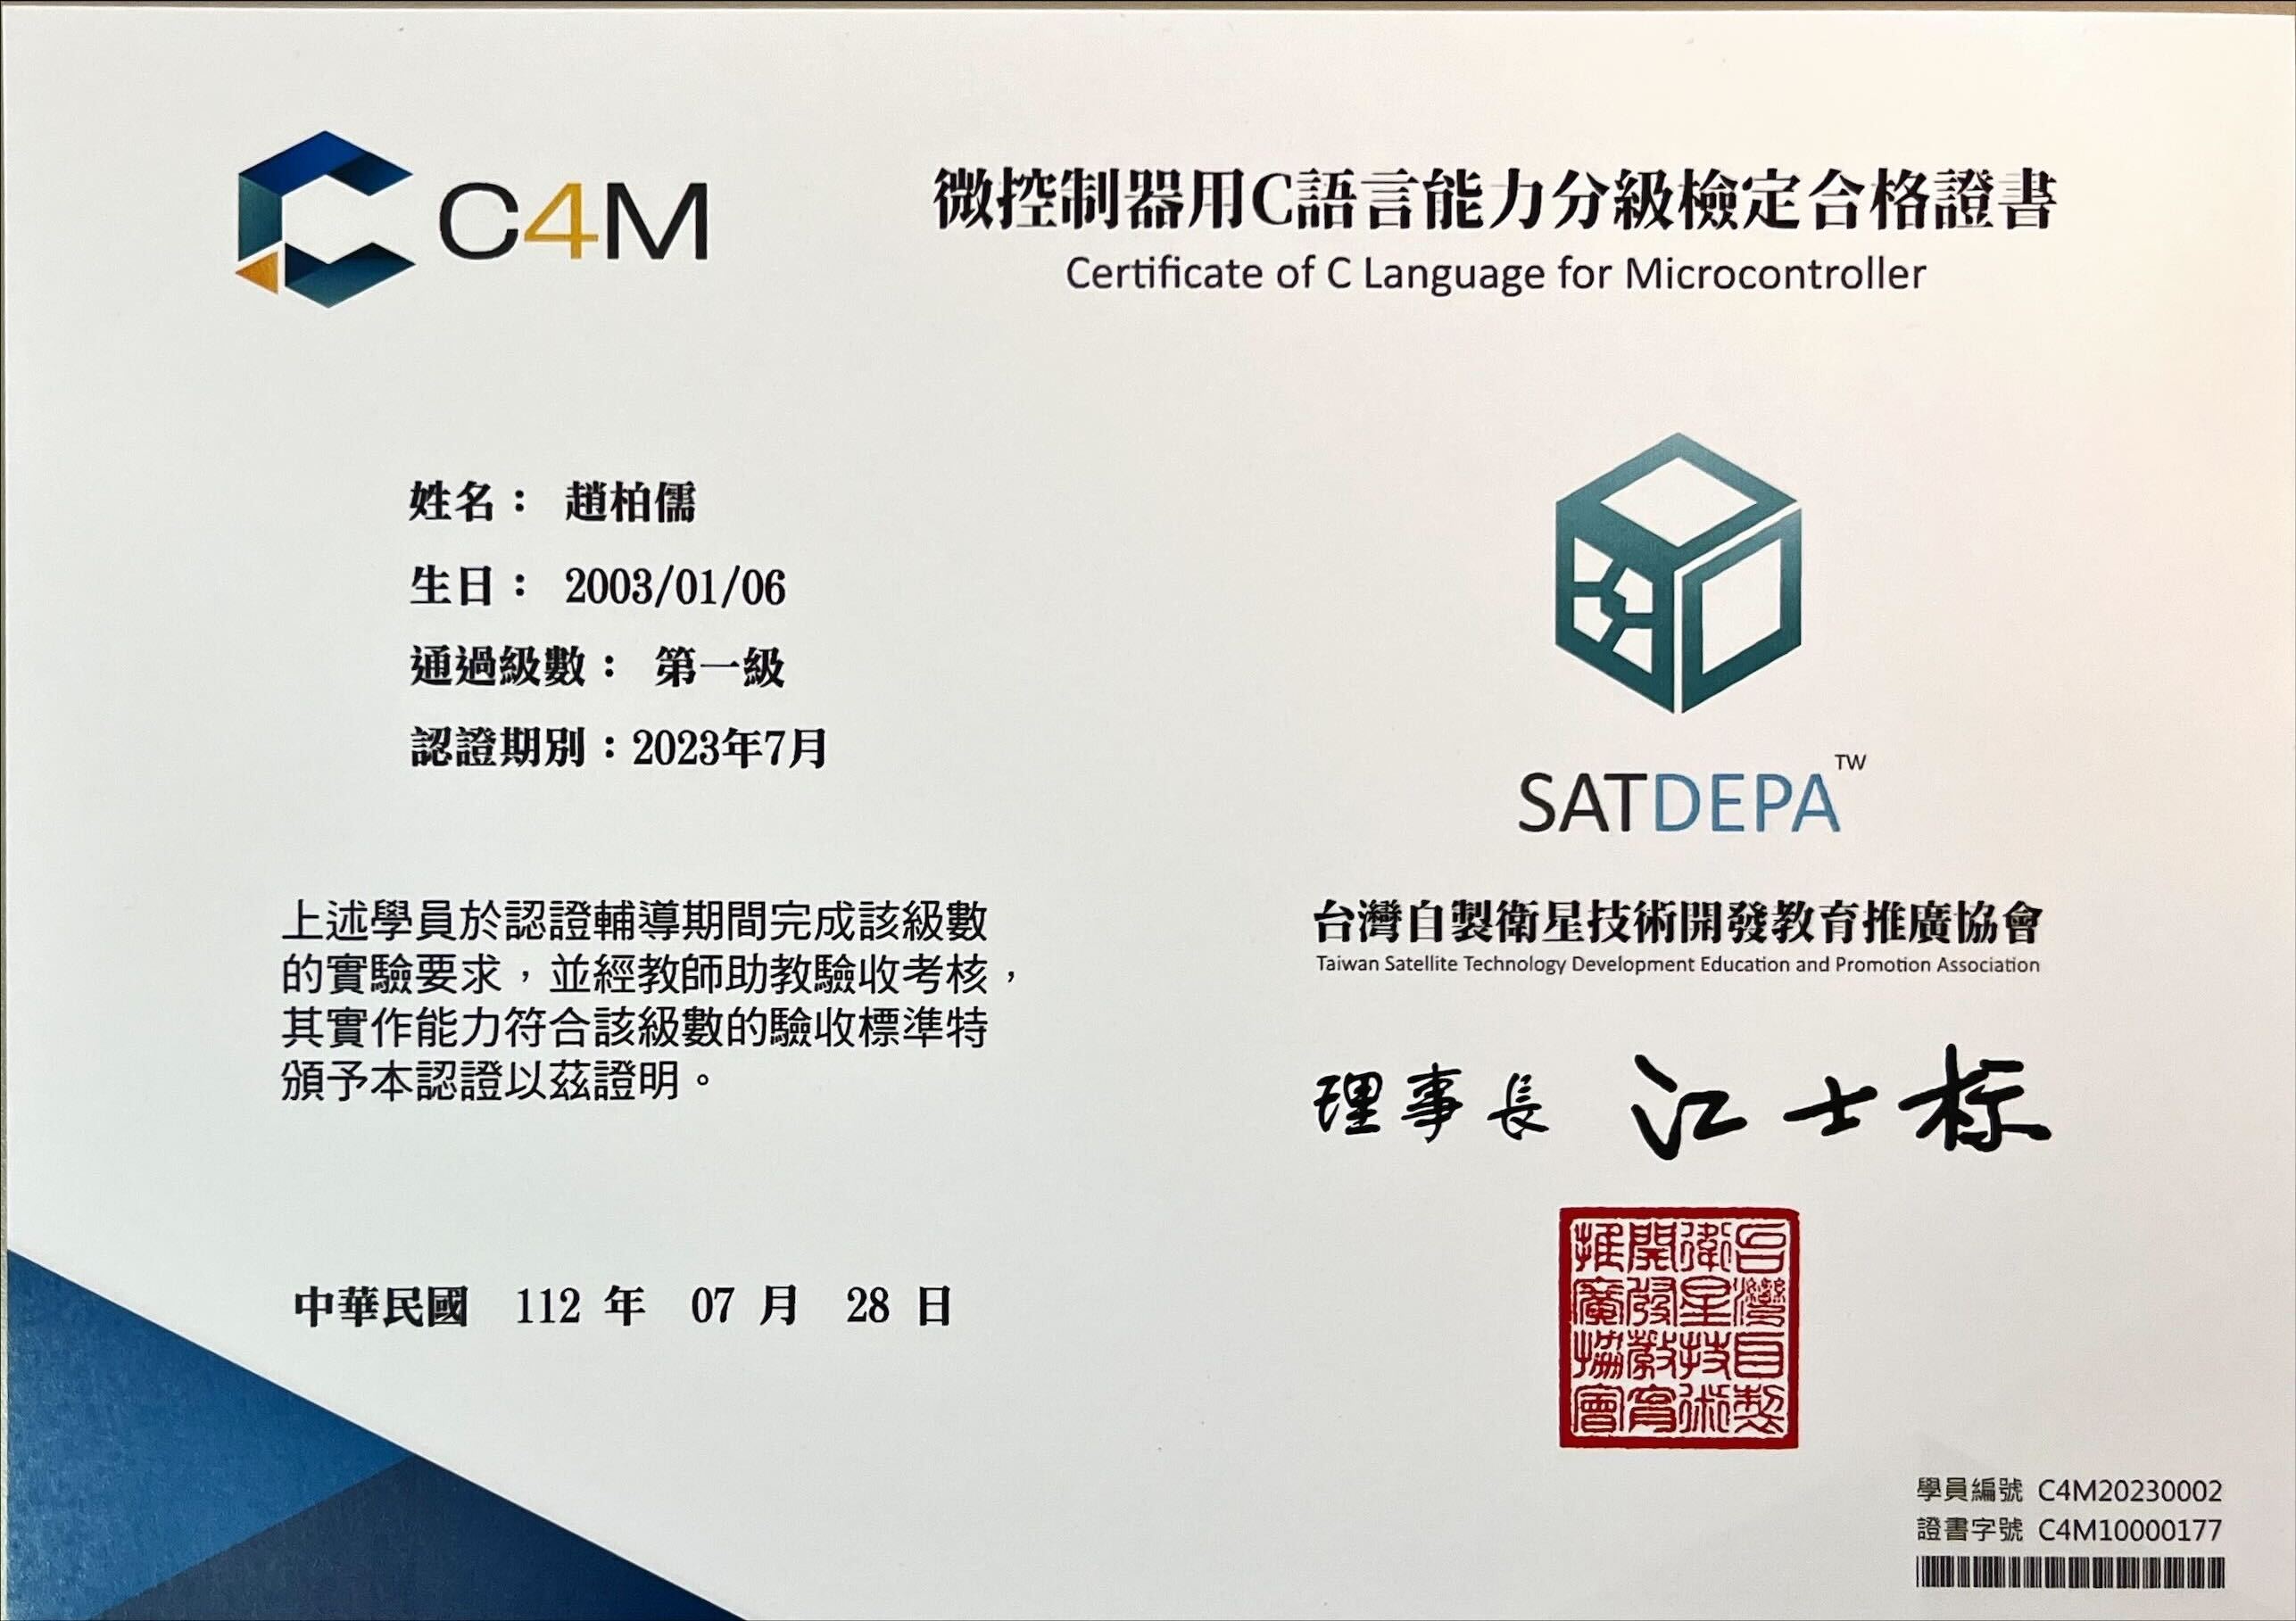 C4M
微控制器用C語言能力分級檢定合格證書
Certificate of C Language for Microcontroller
姓名： 趙柏儒
生日： 2003/01/06
通過級數： 第一級
認證期別：2023年7月
上述學員於認證輔導期間完成該級數
的實驗要求，並經教師助教驗收考核，
其實作能力符合該級數的驗收標準特
頒予本認證以茲證明。
中華民國 112 年 07 月 28 日
SATDEPA TW
台灣自製衛星技術開發教育推廣協會
Taiwan Satellite Technology Development Education and Promotion Association
理事長 江士标
台灣自製
衛星技術
開發教育
推廣協會
學員編號 C4M20230002
證書字號 C4M10000177